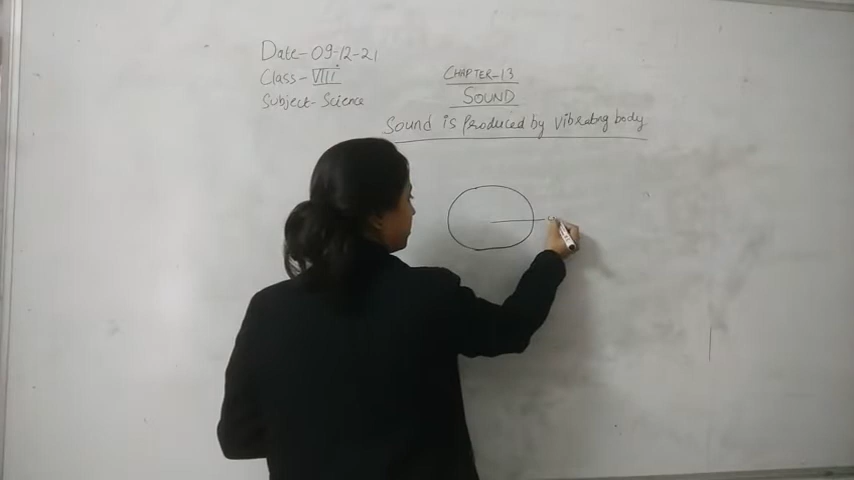 Date-09-12-21
Class-VIII
Subject-Science
CHAPTER-13
SOUND
Sound is Produced by vibrating body